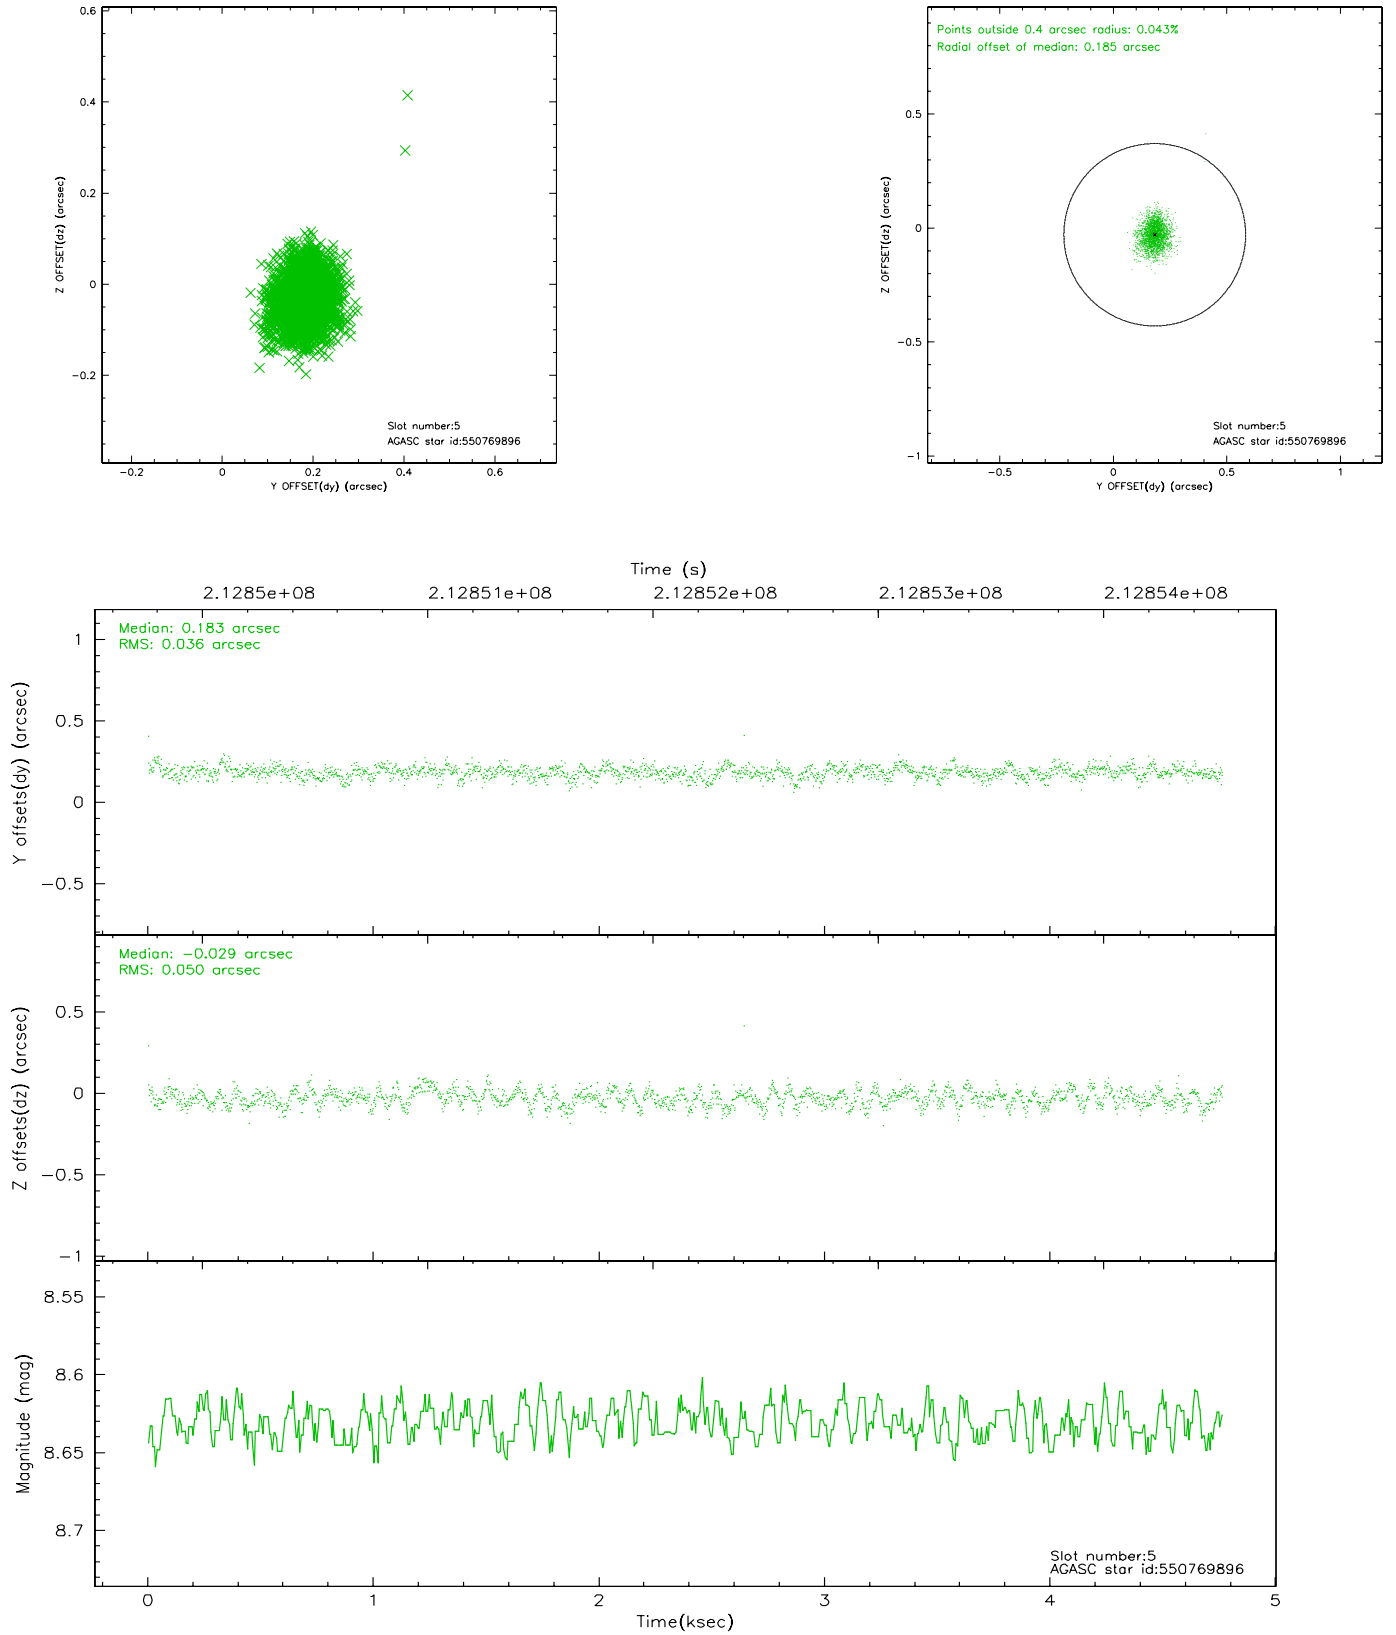 0.6
0.4
0.2
0
−0.2
Z OFFSET(dz) (arcsec)
Slot number:5
AGASC star id:550769896
−0.2 0 0.2 0.4 0.6
Y OFFSET(dy) (arcsec)
Points outside 0.4 arcsec radius: 0.043%
Radial offset of median: 0.185 arcsec
0.5
0
−0.5
−1
Z OFFSET(dz) (arcsec)
Slot number:5
AGASC star id:550769896
−0.5 0 0.5 1
Y OFFSET(dy) (arcsec)
Time (s)
2.1285e+08 2.12851e+08 2.12852e+08 2.12853e+08 2.12854e+08
Median: 0.183 arcsec
RMS: 0.036 arcsec
1
0.5
0
−0.5
Y offsets(dy) (arcsec)
Median: −0.029 arcsec
RMS: 0.050 arcsec
0.5
0
−0.5
−1
Z offsets(dz) (arcsec)
8.55
8.6
8.65
8.7
Magnitude (mag)
Slot number:5
AGASC star id:550769896
0 1 2 3 4 5
Time(ksec)